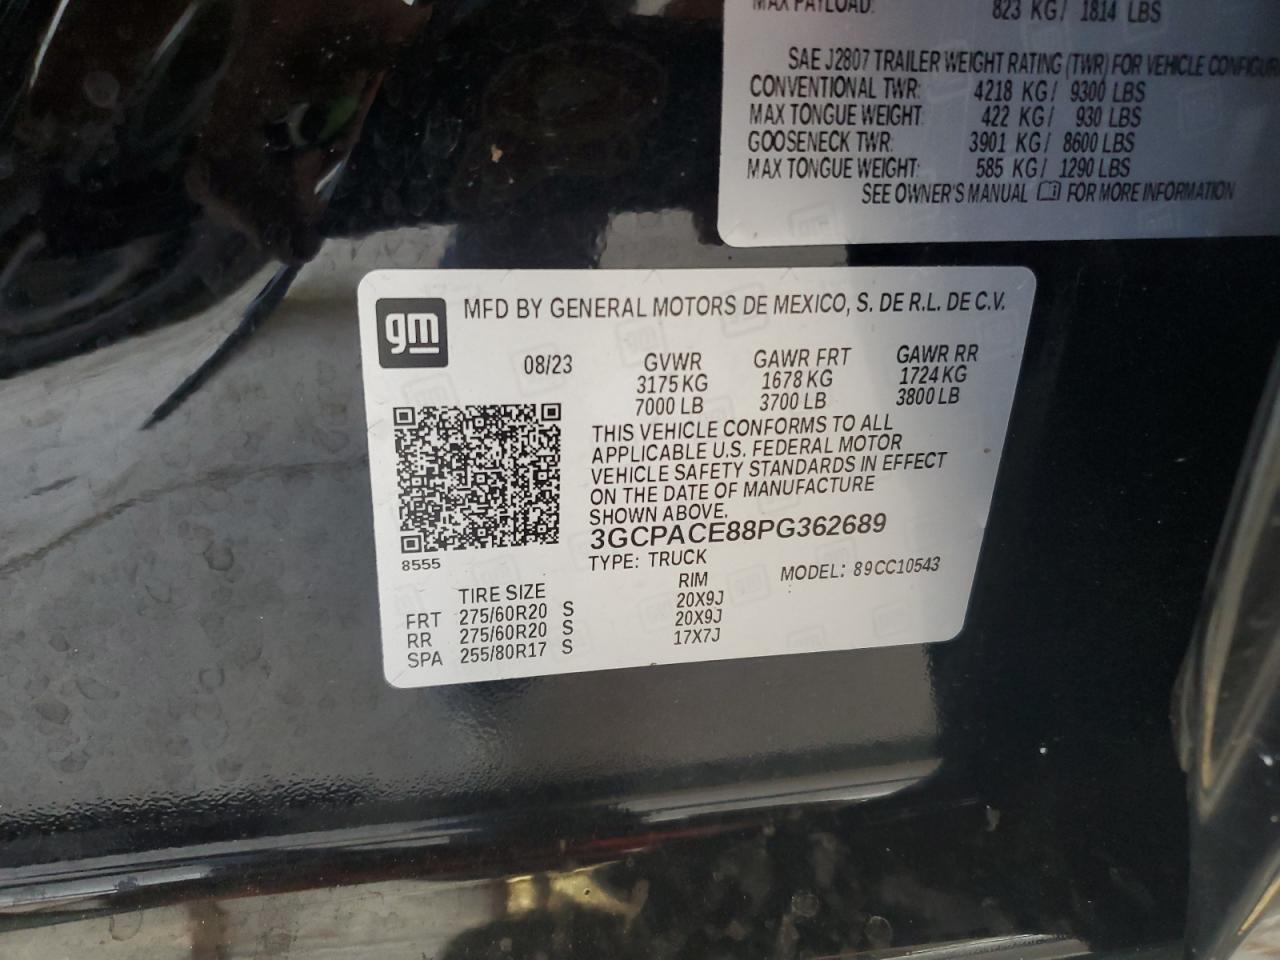 MAX PAYLOAD: 823 KG/ 1814 LBS
SAE J2807 TRAILER WEIGHT RATING (TWR) FOR VEHICLE
CONVENTIONAL TWR: 4218 KG/ 9300 LBS
MAX TONGUE WEIGHT: 422 KG/ 930 LBS
GOOSENECK TWR: 3901 KG/ 8600 LBS
MAX TONGUE WEIGHT: 585 KG/ 1290 LBS
SEE OWNER'S MANUAL FOR MORE INFORMATION
gm
MFD BY GENERAL MOTORS DE MEXICO, S. DE R.L. DE C.V.
08/23 GVWR GAWR FRT GAWR RR
3175 KG 1678 KG 1724 KG
7000 LB 3700 LB 3800 LB
THIS VEHICLE CONFORMS TO ALL
APPLICABLE U.S. FEDERAL MOTOR
VEHICLE SAFETY STANDARDS IN EFFECT
ON THE DATE OF MANUFACTURE
SHOWN ABOVE.
3GCPACE88PG362689
8555
TYPE: TRUCK MODEL: 89CC10543
TIRE SIZE RIM
FRT 275/60R20 S 20X9J
RR 275/60R20 S 20X9J
SPA 255/80R17 S 17X7J